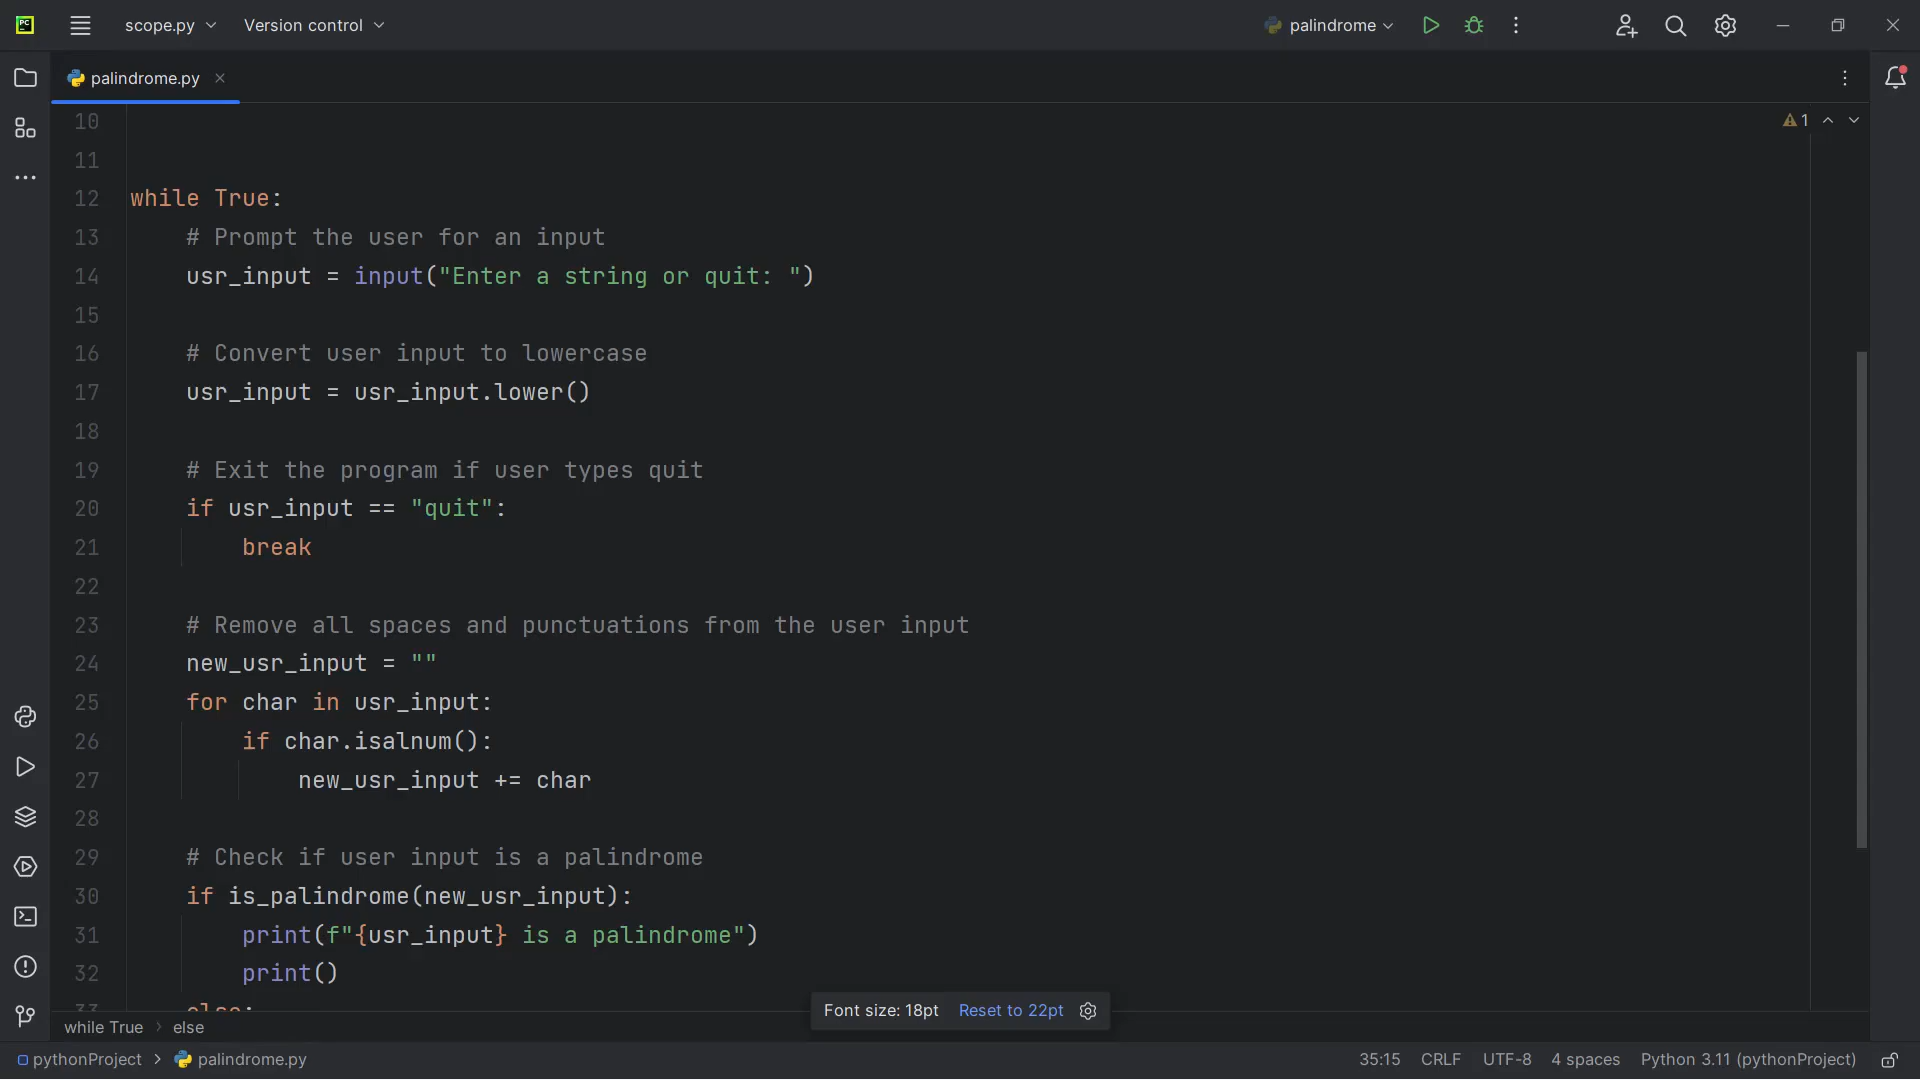 PC
scope.py
Version control
palindrome
palindrome.py
1
10
11
12 while True:
13     # Prompt the user for an input
14     usr_input = input("Enter a string or quit: ")
15
16     # Convert user input to lowercase
17     usr_input = usr_input.lower()
18
19     # Exit the program if user types quit
20     if usr_input == "quit":
21         break
22
23     # Remove all spaces and punctuations from the user input
24     new_usr_input = ""
25     for char in usr_input:
26         if char.isalnum():
27             new_usr_input += char
28
29     # Check if user input is a palindrome
30     if is_palindrome(new_usr_input):
31         print(f"{usr_input} is a palindrome")
32         print()
33     else:
Font size: 18pt Reset to 22pt
while True > else
pythonProject > palindrome.py
35:15 CRLF UTF-8 4 spaces Python 3.11 (pythonProject)